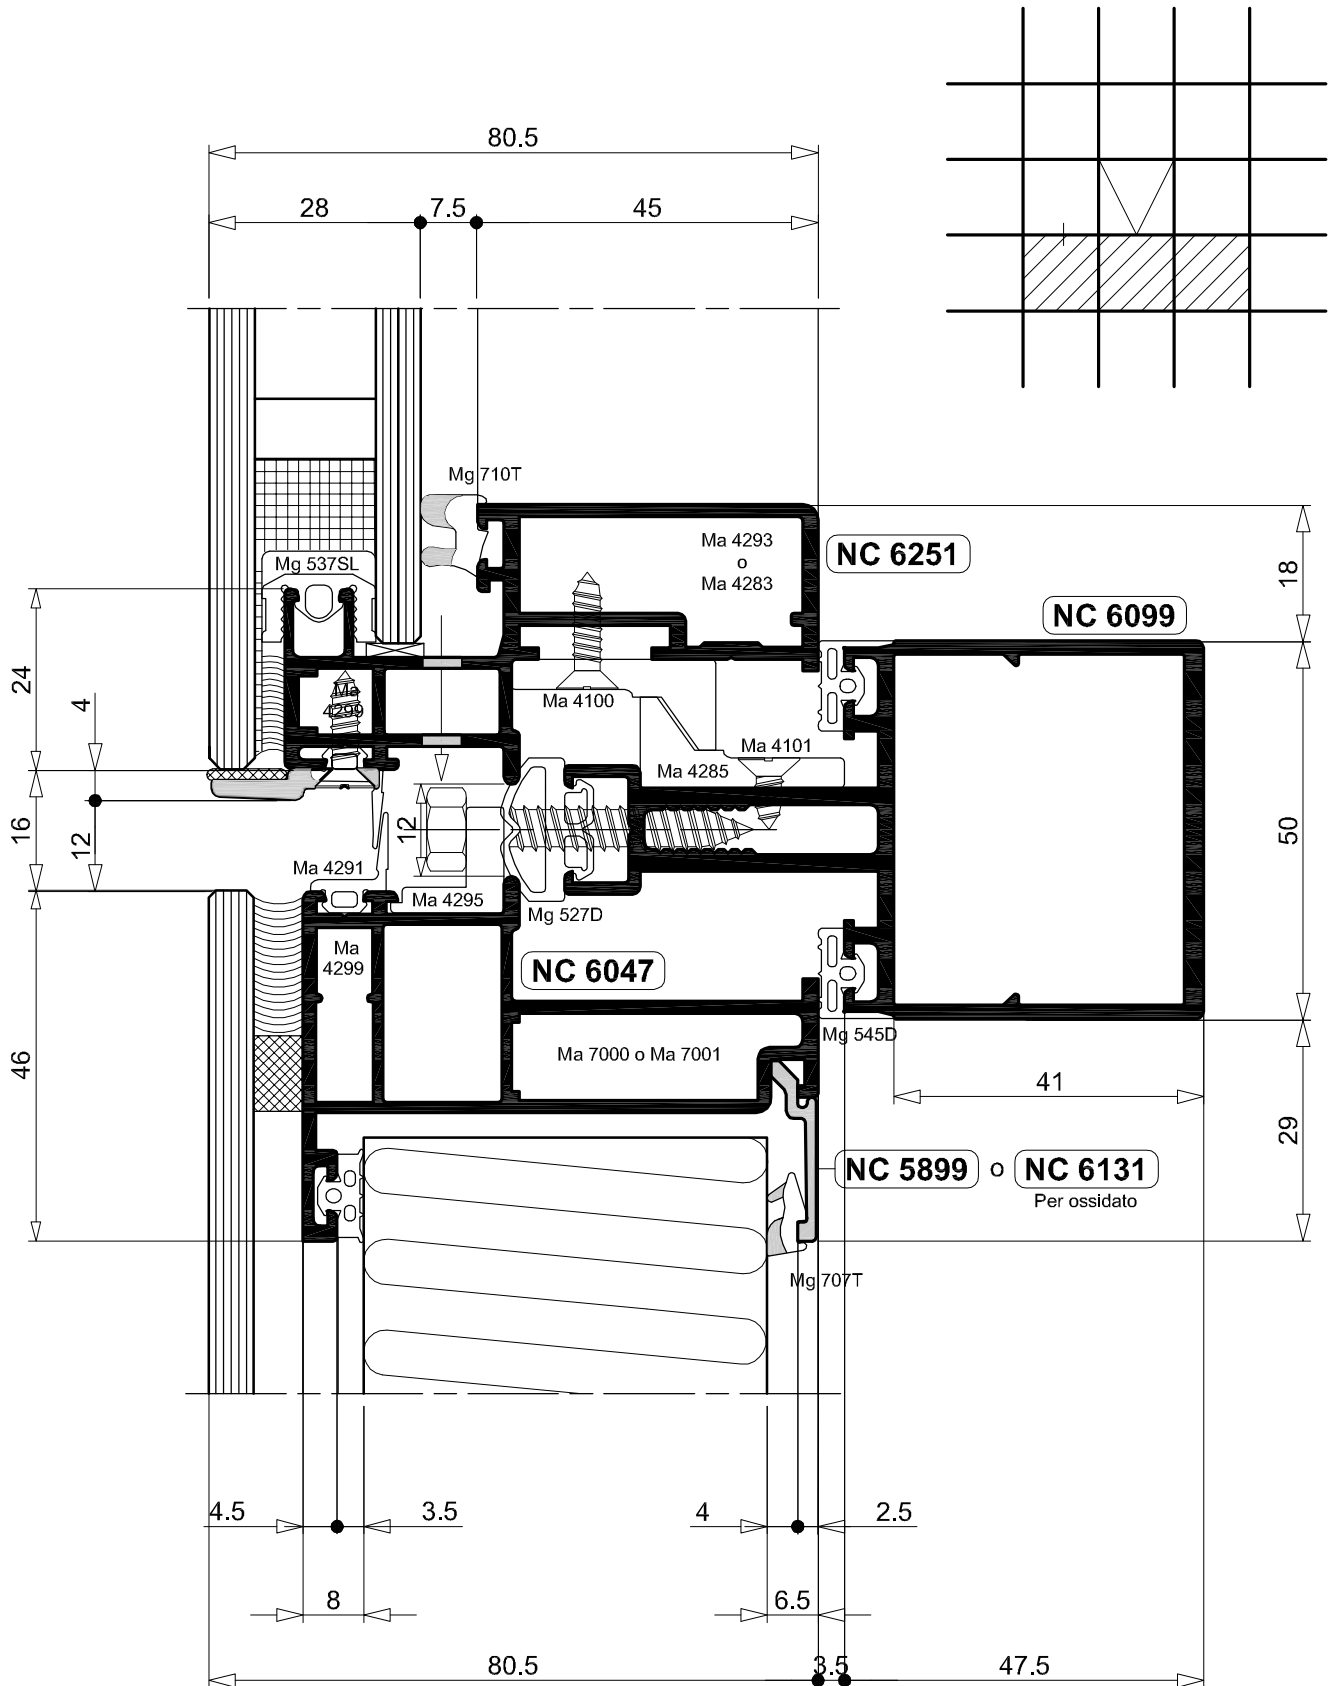 80.5
28
7.5
45
Mg 710T
Ma 4293
o
Ma 4283
NC 6251
18
Mg 537SL
NC 6099
24
4
Ma
4299
Ma 4100
Ma 4101
Ma 4285
16
12
12
50
Ma 4291
Ma 4295
Mg 527D
Ma
4299
NC 6047
Mg 545D
46
Ma 7000 o Ma 7001
41
29
NC 5899 o NC 6131
Per ossidato
Mg 707T
4.5
3.5
4
2.5
8
6.5
80.5
3.5
47.5